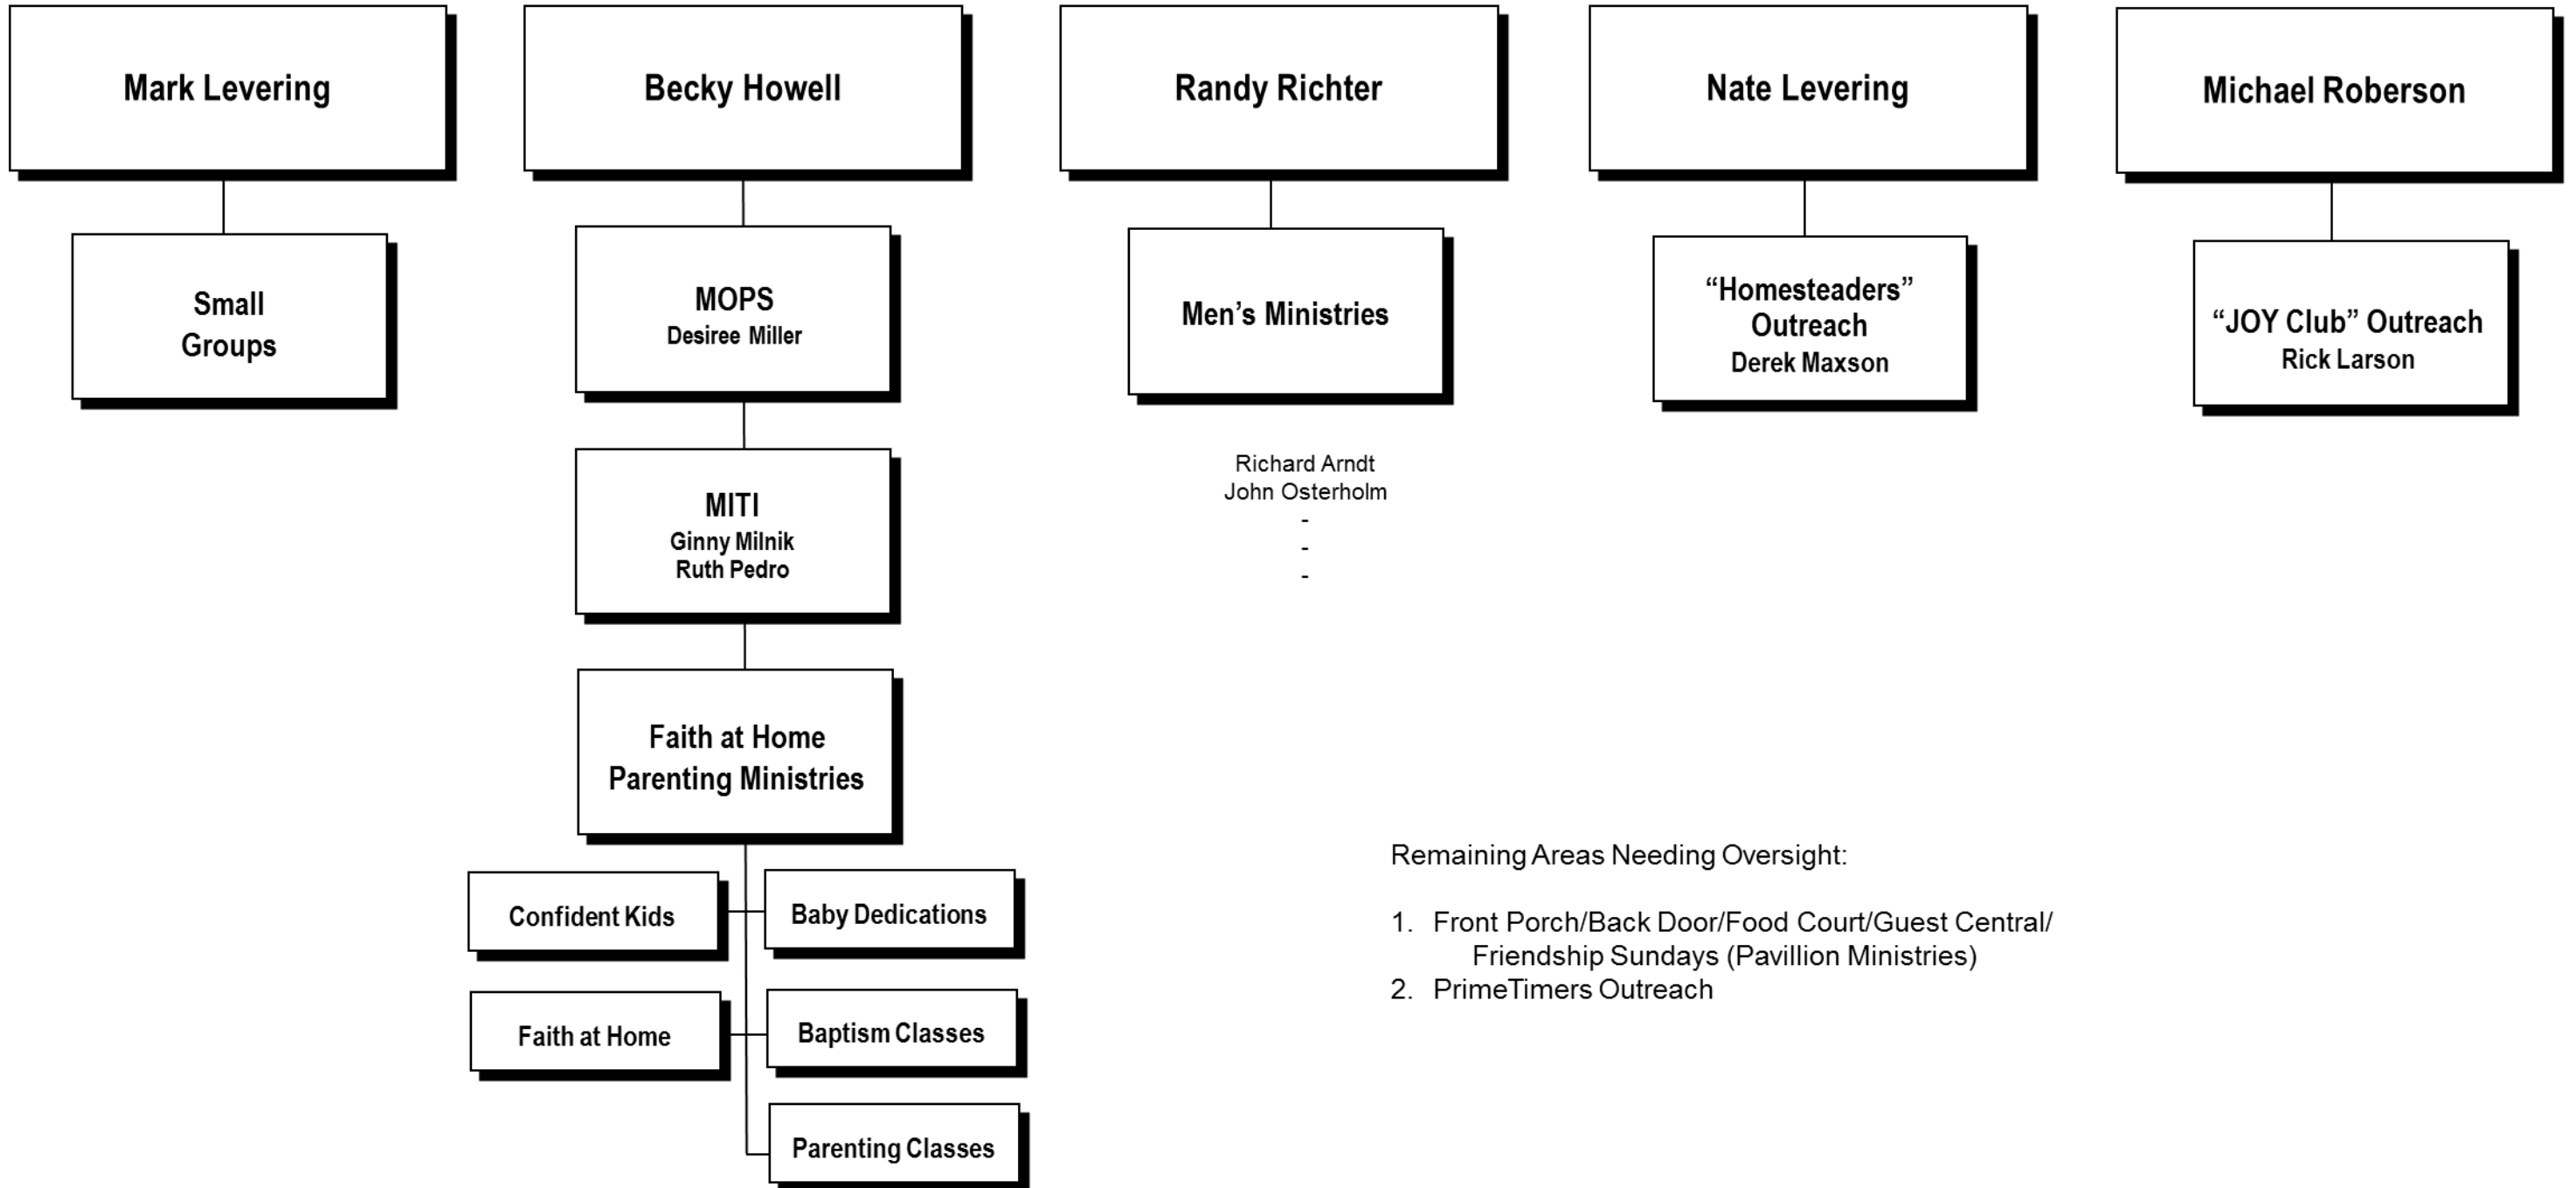 Mark Levering
Becky Howell
Randy Richter
Nate Levering
Michael Roberson
Small
Groups
MOPS
Desiree Miller
Men’s Ministries
“Homesteaders”
Outreach
Derek Maxson
“JOY Club” Outreach
Rick Larson
MITI
Ginny Milnik
Ruth Pedro
Richard Arndt
John Osterholm
-
-
-
Faith at Home
Parenting Ministries
Confident Kids
Baby Dedications
Faith at Home
Baptism Classes
Parenting Classes
Remaining Areas Needing Oversight:
1. Front Porch/Back Door/Food Court/Guest Central/
Friendship Sundays (Pavillion Ministries)
2. PrimeTimers Outreach